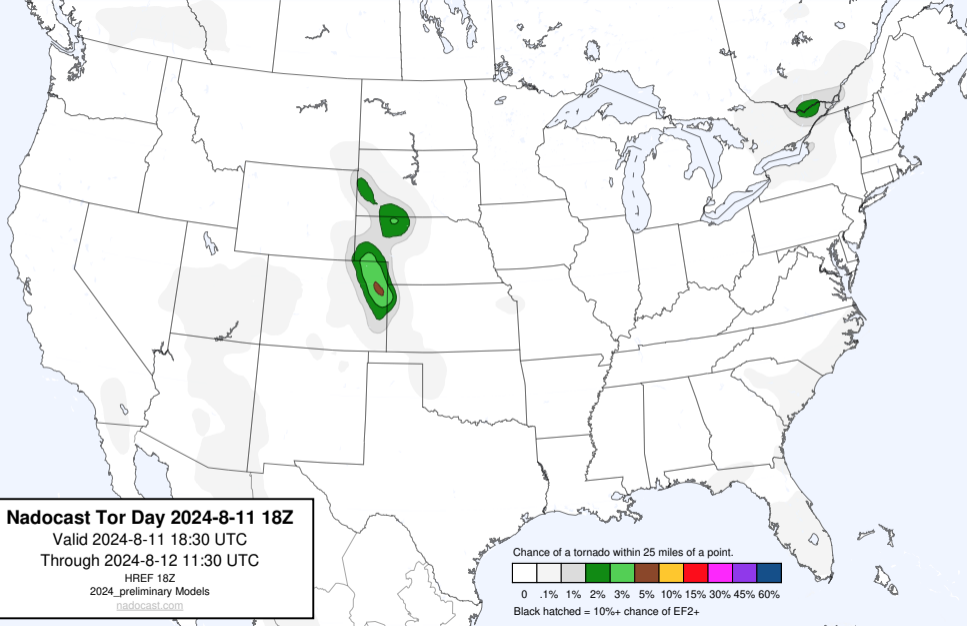 Nadocast Tor Day 2024-8-11 18Z
Valid 2024-8-11 18:30 UTC
Through 2024-8-12 11:30 UTC
HREF 18Z
2024_preliminary Models
nadocast.com
Chance of a tornado within 25 miles of a point.
0 .1% 1% 2% 3% 5% 10% 15% 30% 45% 60%
Black hatched = 10%+ chance of EF2+